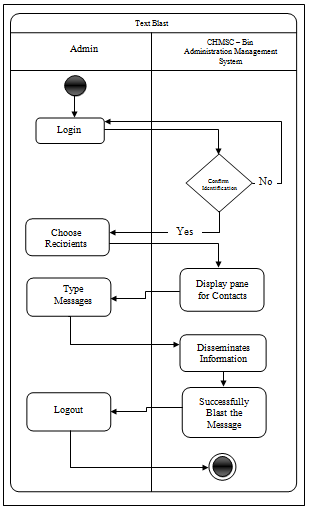 Text Blast
Admin
CHMSC – Bin
Administration Management
System
Login
Confirm
Identification
No
Yes
Choose
Recipients
Display pane
for Contacts
Type
Messages
Disseminates
Information
Successfully
Blast the
Message
Logout